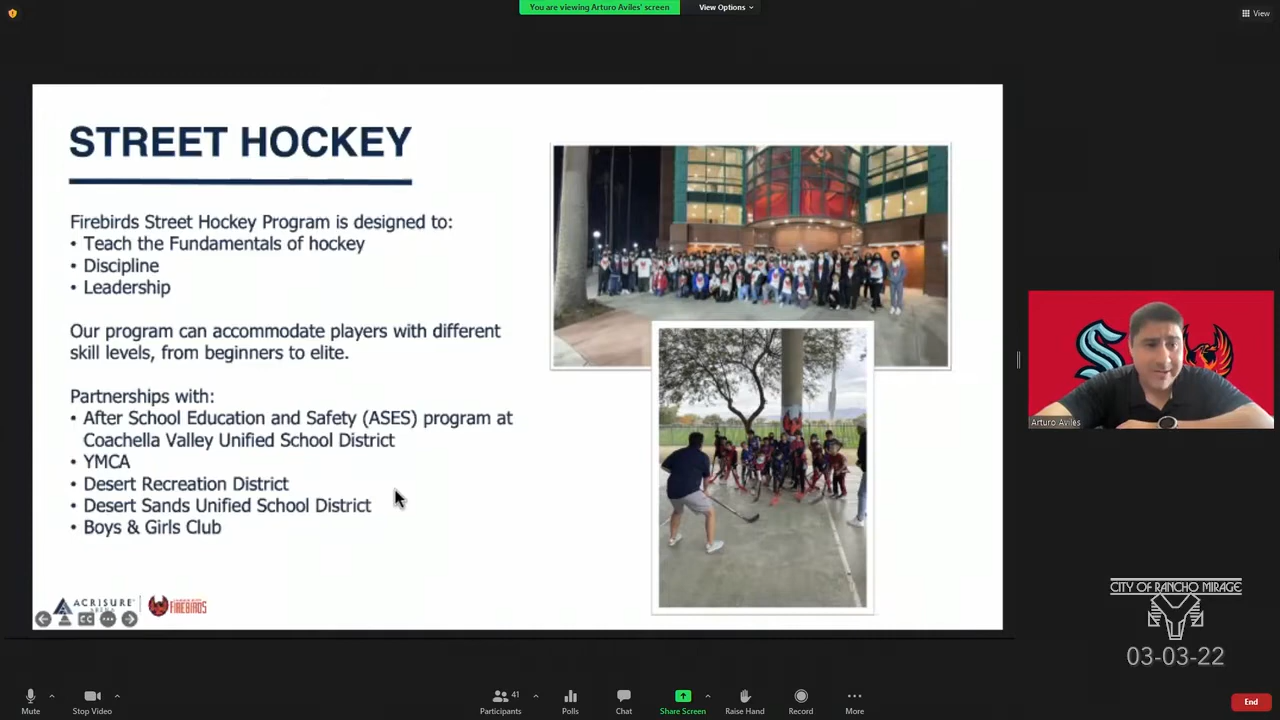 You are viewing Arturo Aviles' screen
View Options
View
STREET HOCKEY
Firebirds Street Hockey Program is designed to:
• Teach the Fundamentals of hockey
• Discipline
• Leadership
Our program can accommodate players with different
skill levels, from beginners to elite.
Partnerships with:
• After School Education and Safety (ASES) program at
Coachella Valley Unified School District
• YMCA
• Desert Recreation District
• Desert Sands Unified School District
• Boys & Girls Club
ACRISURE
FIREBIRDS
CC
Arturo Aviles
CITY OF RANCHO MIRAGE
03-03-22
Mute
Stop Video
Participants
41
Polls
Chat
Share Screen
Raise Hand
Record
More
End